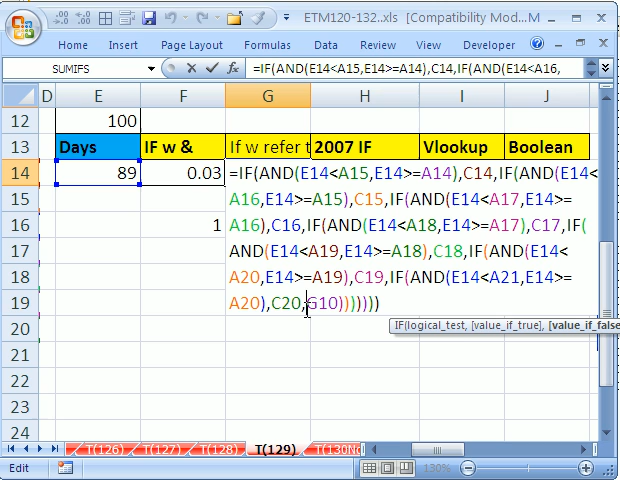 ETM120-132..xls [Compatibility Mod... M
Home Insert Page Layout Formulas Data Review View Developer
SUMIFS =IF(AND(E14<A15,E14>=A14),C14,IF(AND(E14<A16,
D E F G H I J
12 100
13 Days IF w & If w refer t 2007 IF Vlookup Boolean
14 89 0.03 =IF(AND(E14<A15,E14>=A14),C14,IF(AND(E14<
15 A16,E14>=A15),C15,IF(AND(E14<A17,E14>=
16 1 A16),C16,IF(AND(E14<A18,E14>=A17),C17,IF(
17 AND(E14<A19,E14>=A18),C18,IF(AND(E14<
18 A20,E14>=A19),C19,IF(AND(E14<A21,E14>=
19 A20),C20,G10)))))))
IF(logical_test, [value_if_true], [value_if_false
20
21
22
23
24
T(126) T(127) T(128) T(129) T(130No
Edit 130%